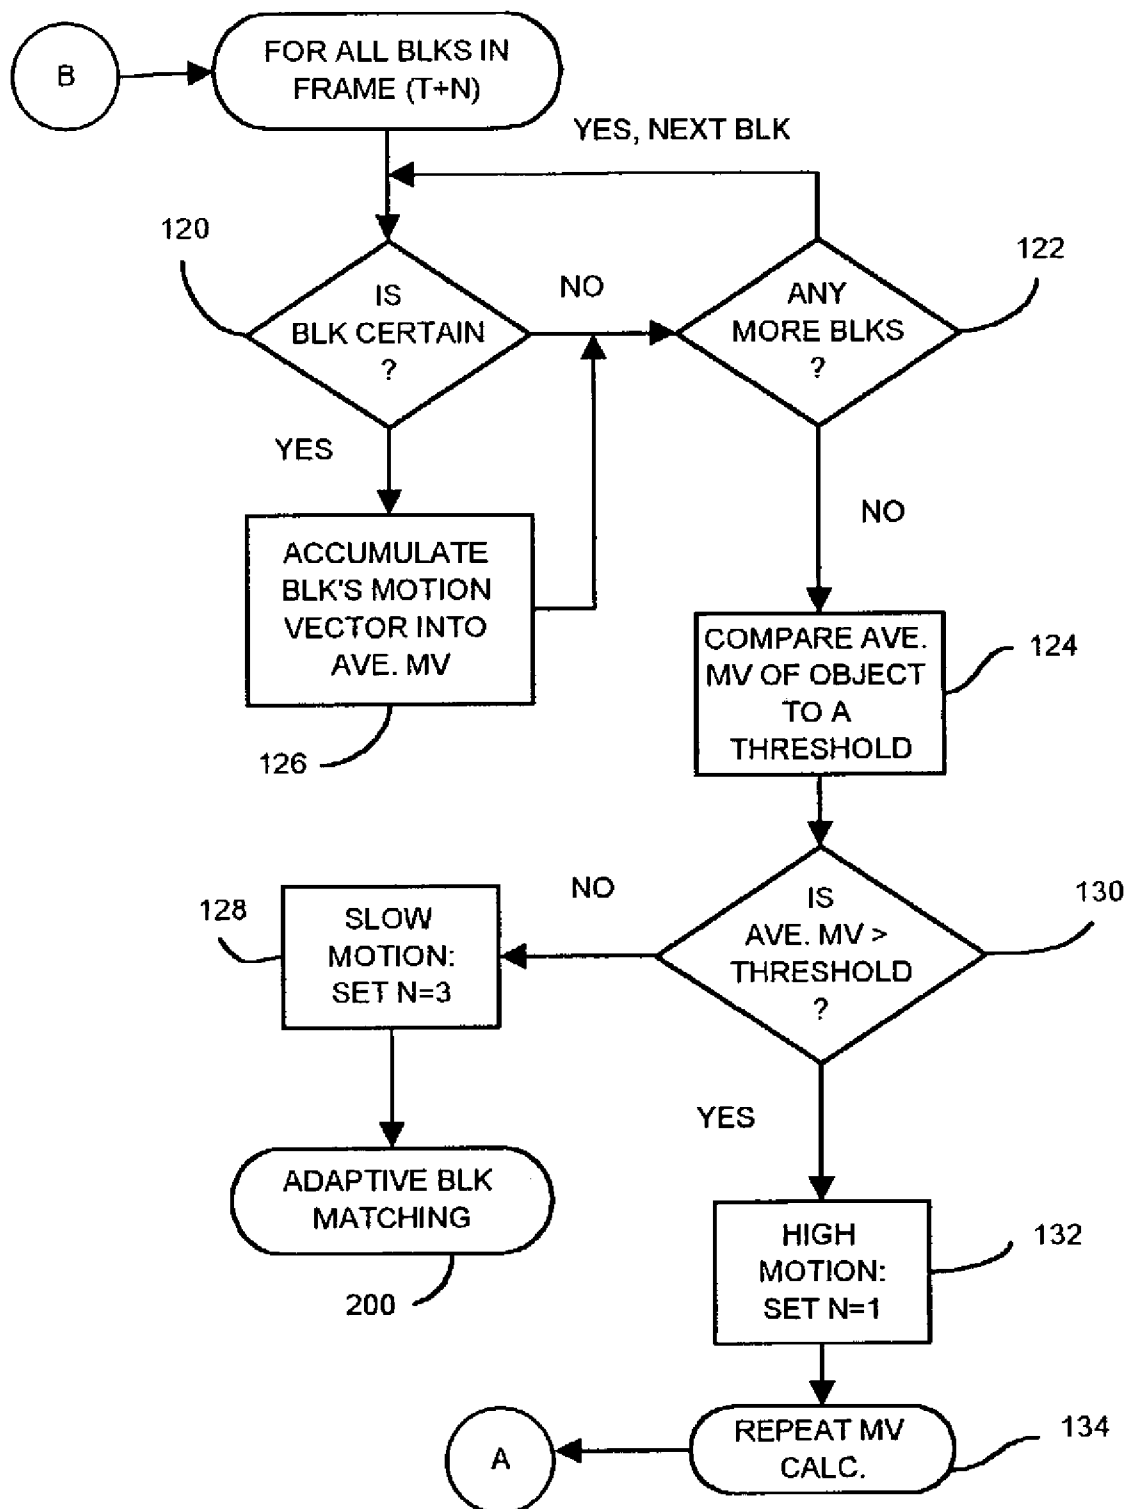 B
FOR ALL BLKS IN
FRAME (T+N)
YES, NEXT BLK
120
IS
BLK CERTAIN
?
NO
ANY
MORE BLKS
?
122
YES
NO
ACCUMULATE
BLK'S MOTION
VECTOR INTO
AVE. MV
126
COMPARE AVE.
MV OF OBJECT
TO A
THRESHOLD
124
128
SLOW
MOTION:
SET N=3
NO
IS
AVE. MV >
THRESHOLD
?
130
YES
ADAPTIVE BLK
MATCHING
200
HIGH
MOTION:
SET N=1
132
A
REPEAT MV
CALC.
134